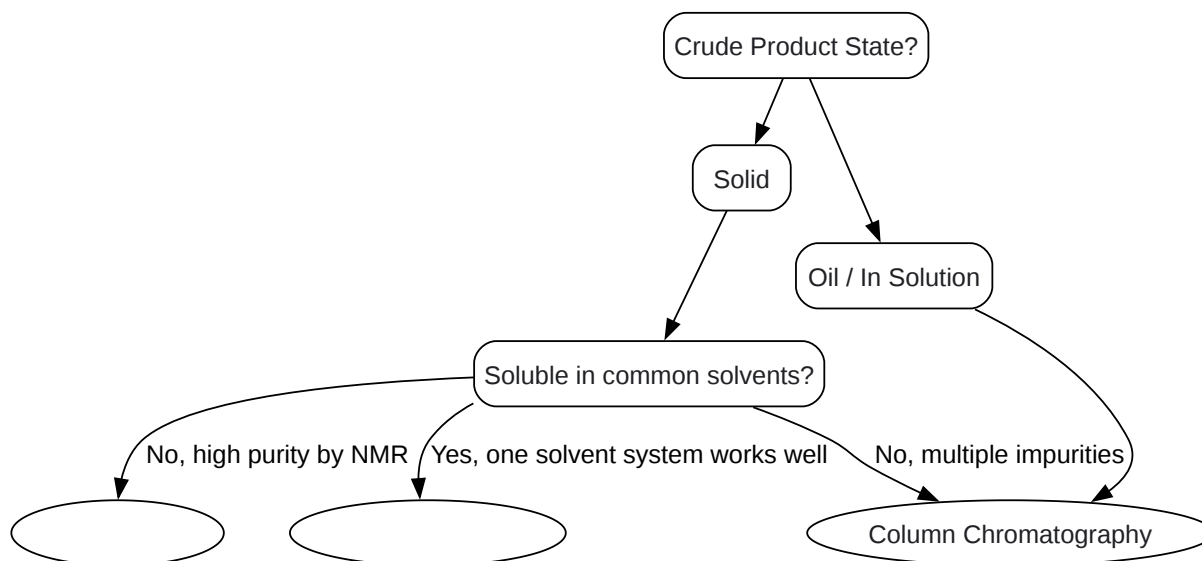 Crude Product State?
Solid
Oil / In Solution
Soluble in common solvents?
No, high purity by NMR
Yes, one solvent system works well
No, multiple impurities
Column Chromatography